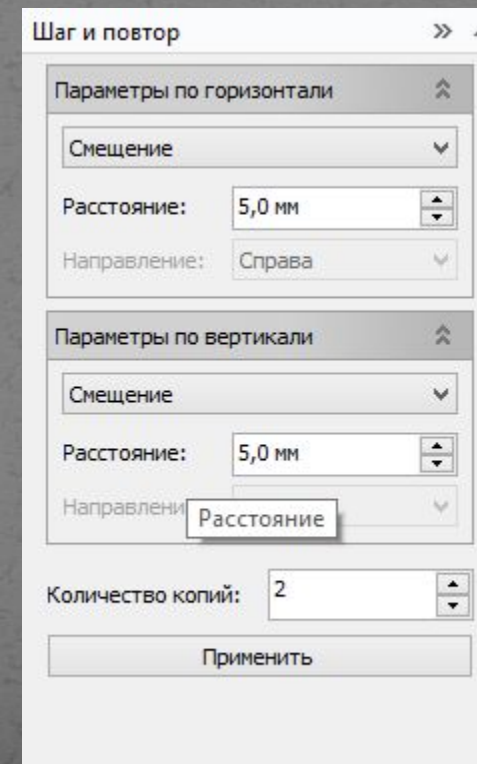 Шаг и повтор
Параметры по горизонтали
Смещение
Расстояние: 5,0 мм
Направление: Справа
Параметры по вертикали
Смещение
Расстояние: 5,0 мм
Направлени
Расстояние
Количество копий: 2
Применить